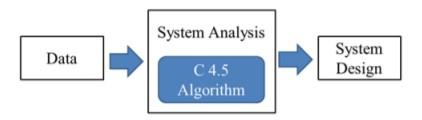 Data
System Analysis
C 4.5
Algorithm
System
Design